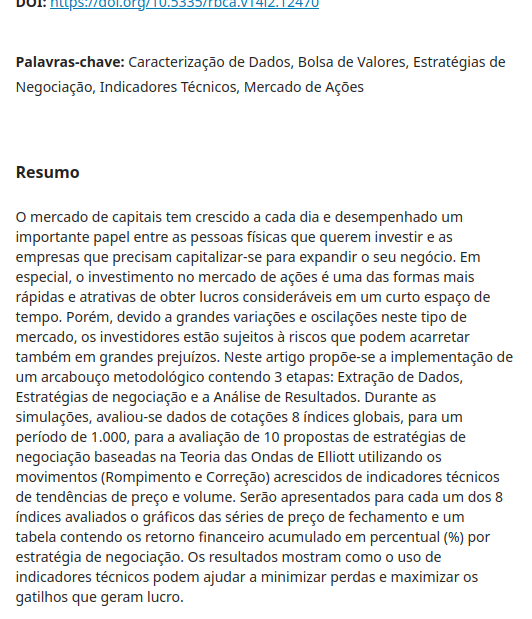 DOI: https://doi.org/10.5335/rbca.v14i2.12470
Palavras-chave: Caracterização de Dados, Bolsa de Valores, Estratégias de
Negociação, Indicadores Técnicos, Mercado de Ações
Resumo
O mercado de capitais tem crescido a cada dia e desempenhado um
importante papel entre as pessoas físicas que querem investir e as
empresas que precisam capitalizar-se para expandir o seu negócio. Em
especial, o investimento no mercado de ações é uma das formas mais
rápidas e atrativas de obter lucros consideráveis em um curto espaço de
tempo. Porém, devido a grandes variações e oscilações neste tipo de
mercado, os investidores estão sujeitos à riscos que podem acarretar
também em grandes prejuízos. Neste artigo propõe-se a implementação de
um arcabouço metodológico contendo 3 etapas: Extração de Dados,
Estratégias de negociação e a Análise de Resultados. Durante as
simulações, avaliou-se dados de cotações 8 índices globais, para um
período de 1.000, para a avaliação de 10 propostas de estratégias de
negociação baseadas na Teoria das Ondas de Elliott utilizando os
movimentos (Rompimento e Correção) acrescidos de indicadores técnicos
de tendências de preço e volume. Serão apresentados para cada um dos 8
índices avaliados o gráficos das séries de preço de fechamento e um
tabela contendo os retorno financeiro acumulado em percentual (%) por
estratégia de negociação. Os resultados mostram como o uso de
indicadores técnicos podem ajudar a minimizar perdas e maximizar os
gatilhos que geram lucro.